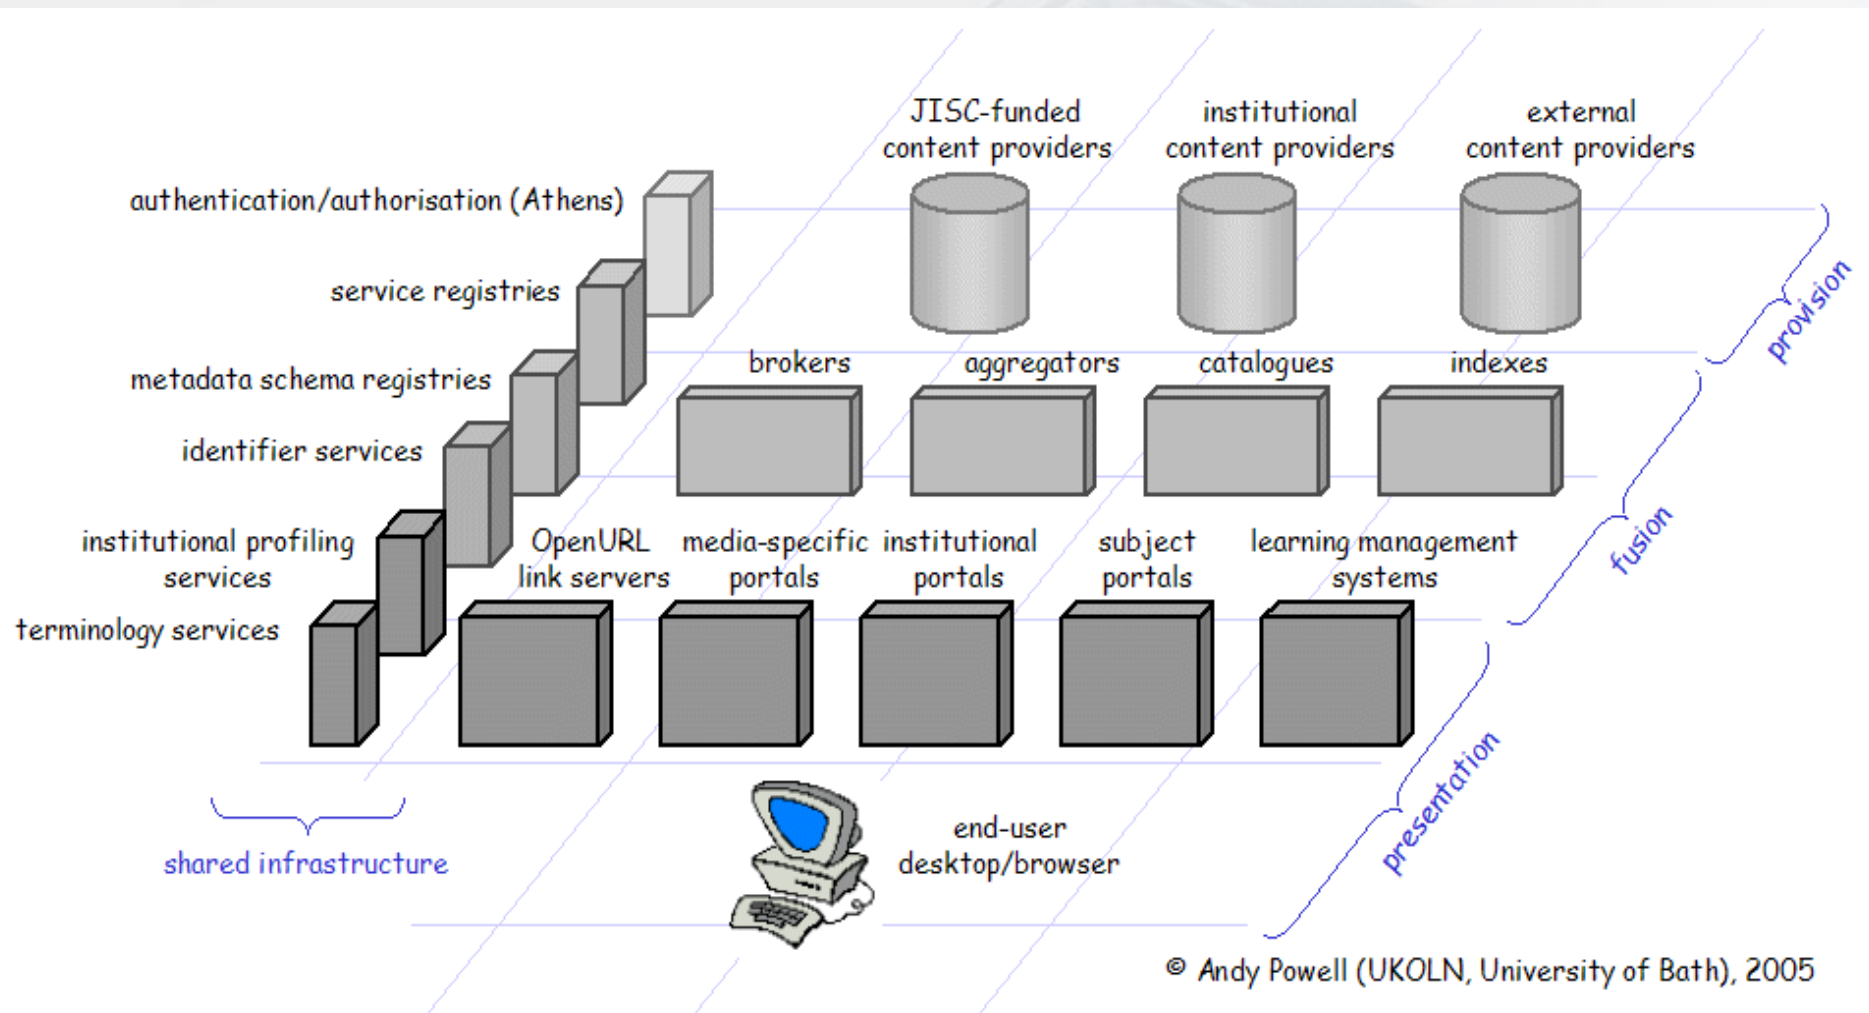 JISC-funded
content providers
institutional
content providers
external
content providers
authentication/authorisation (Athens)
service registries
provision
metadata schema registries
brokers
aggregators
catalogues
indexes
identifier services
fusion
institutional profiling
services
OpenURL
link servers
media-specific
portals
institutional
portals
subject
portals
learning management
systems
terminology services
presentation
shared infrastructure
end-user
desktop/browser
© Andy Powell (UKOLN, University of Bath), 2005